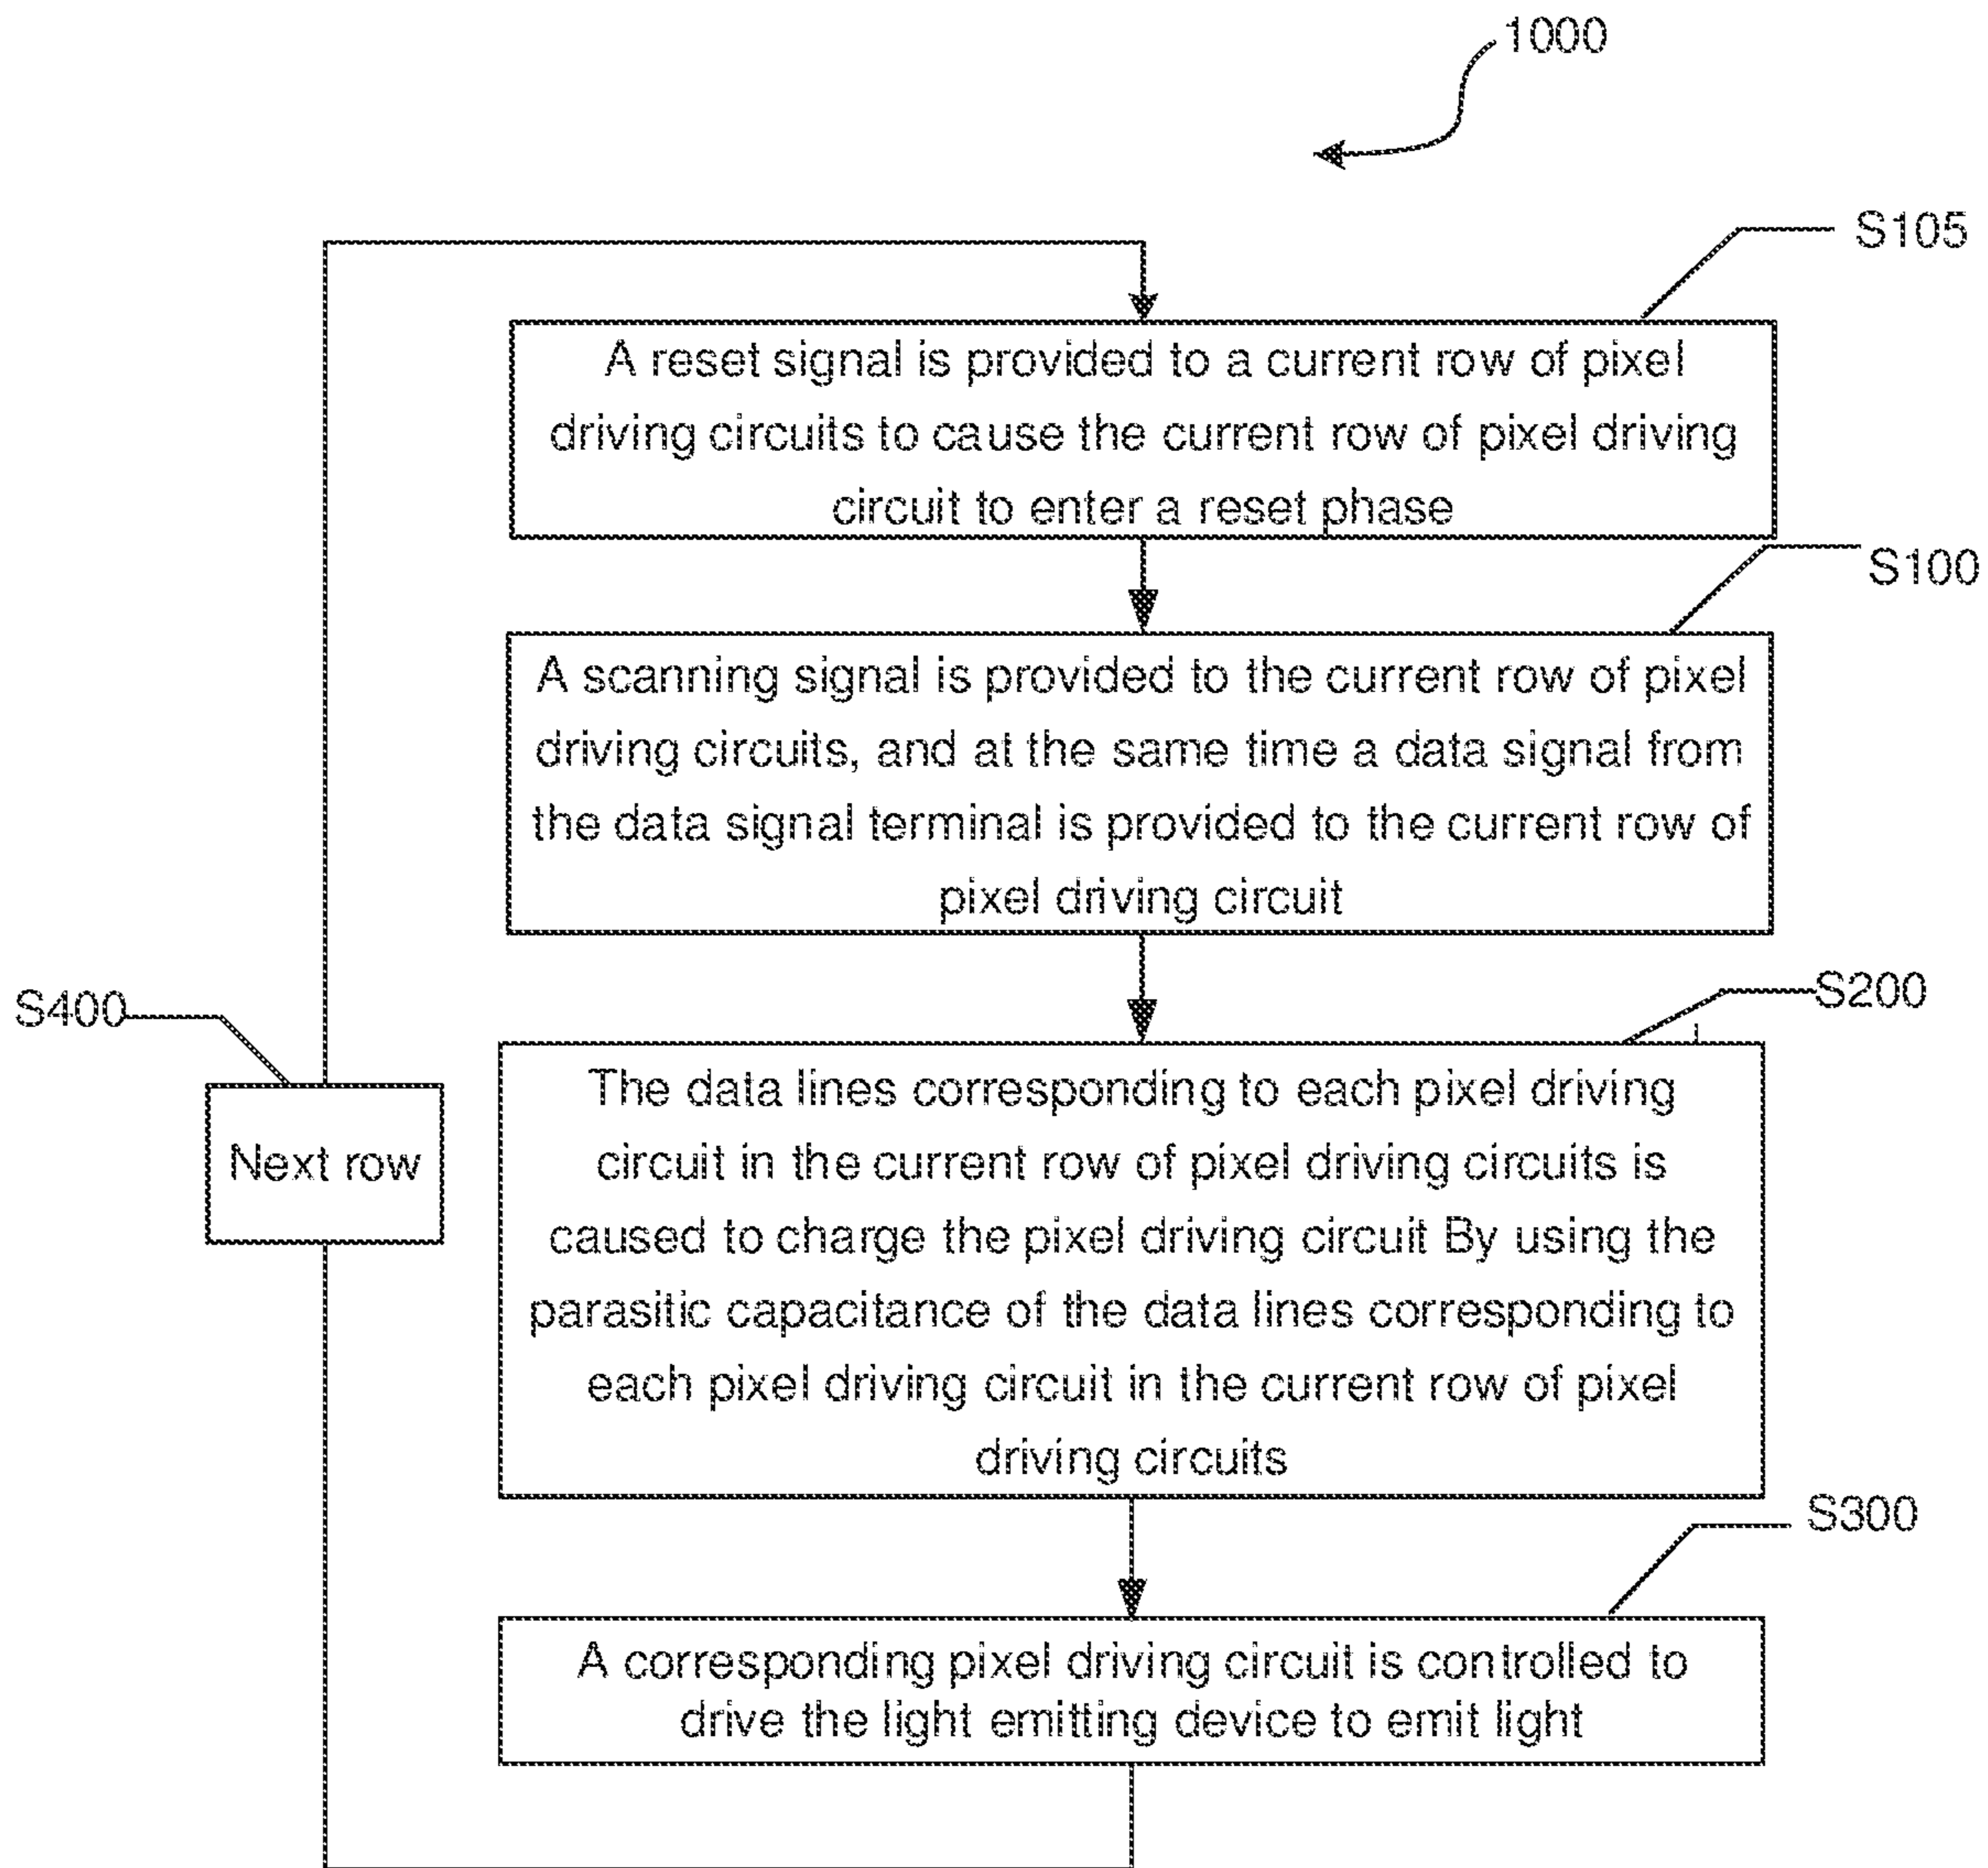 1000
S105
A reset signal is provided to a current row of pixel
driving circuits to cause the current row of pixel driving
circuit to enter a reset phase
S100
A scanning signal is provided to the current row of pixel
driving circuits, and at the same time a data signal from
the data signal terminal is provided to the current row of
pixel driving circuit
S400
S200
Next row
The data lines corresponding to each pixel driving
circuit in the current row of pixel driving circuits is
caused to charge the pixel driving circuit By using the
parasitic capacitance of the data lines corresponding to
each pixel driving circuit in the current row of pixel
driving circuits
S300
A corresponding pixel driving circuit is controlled to
drive the light emitting device to emit light